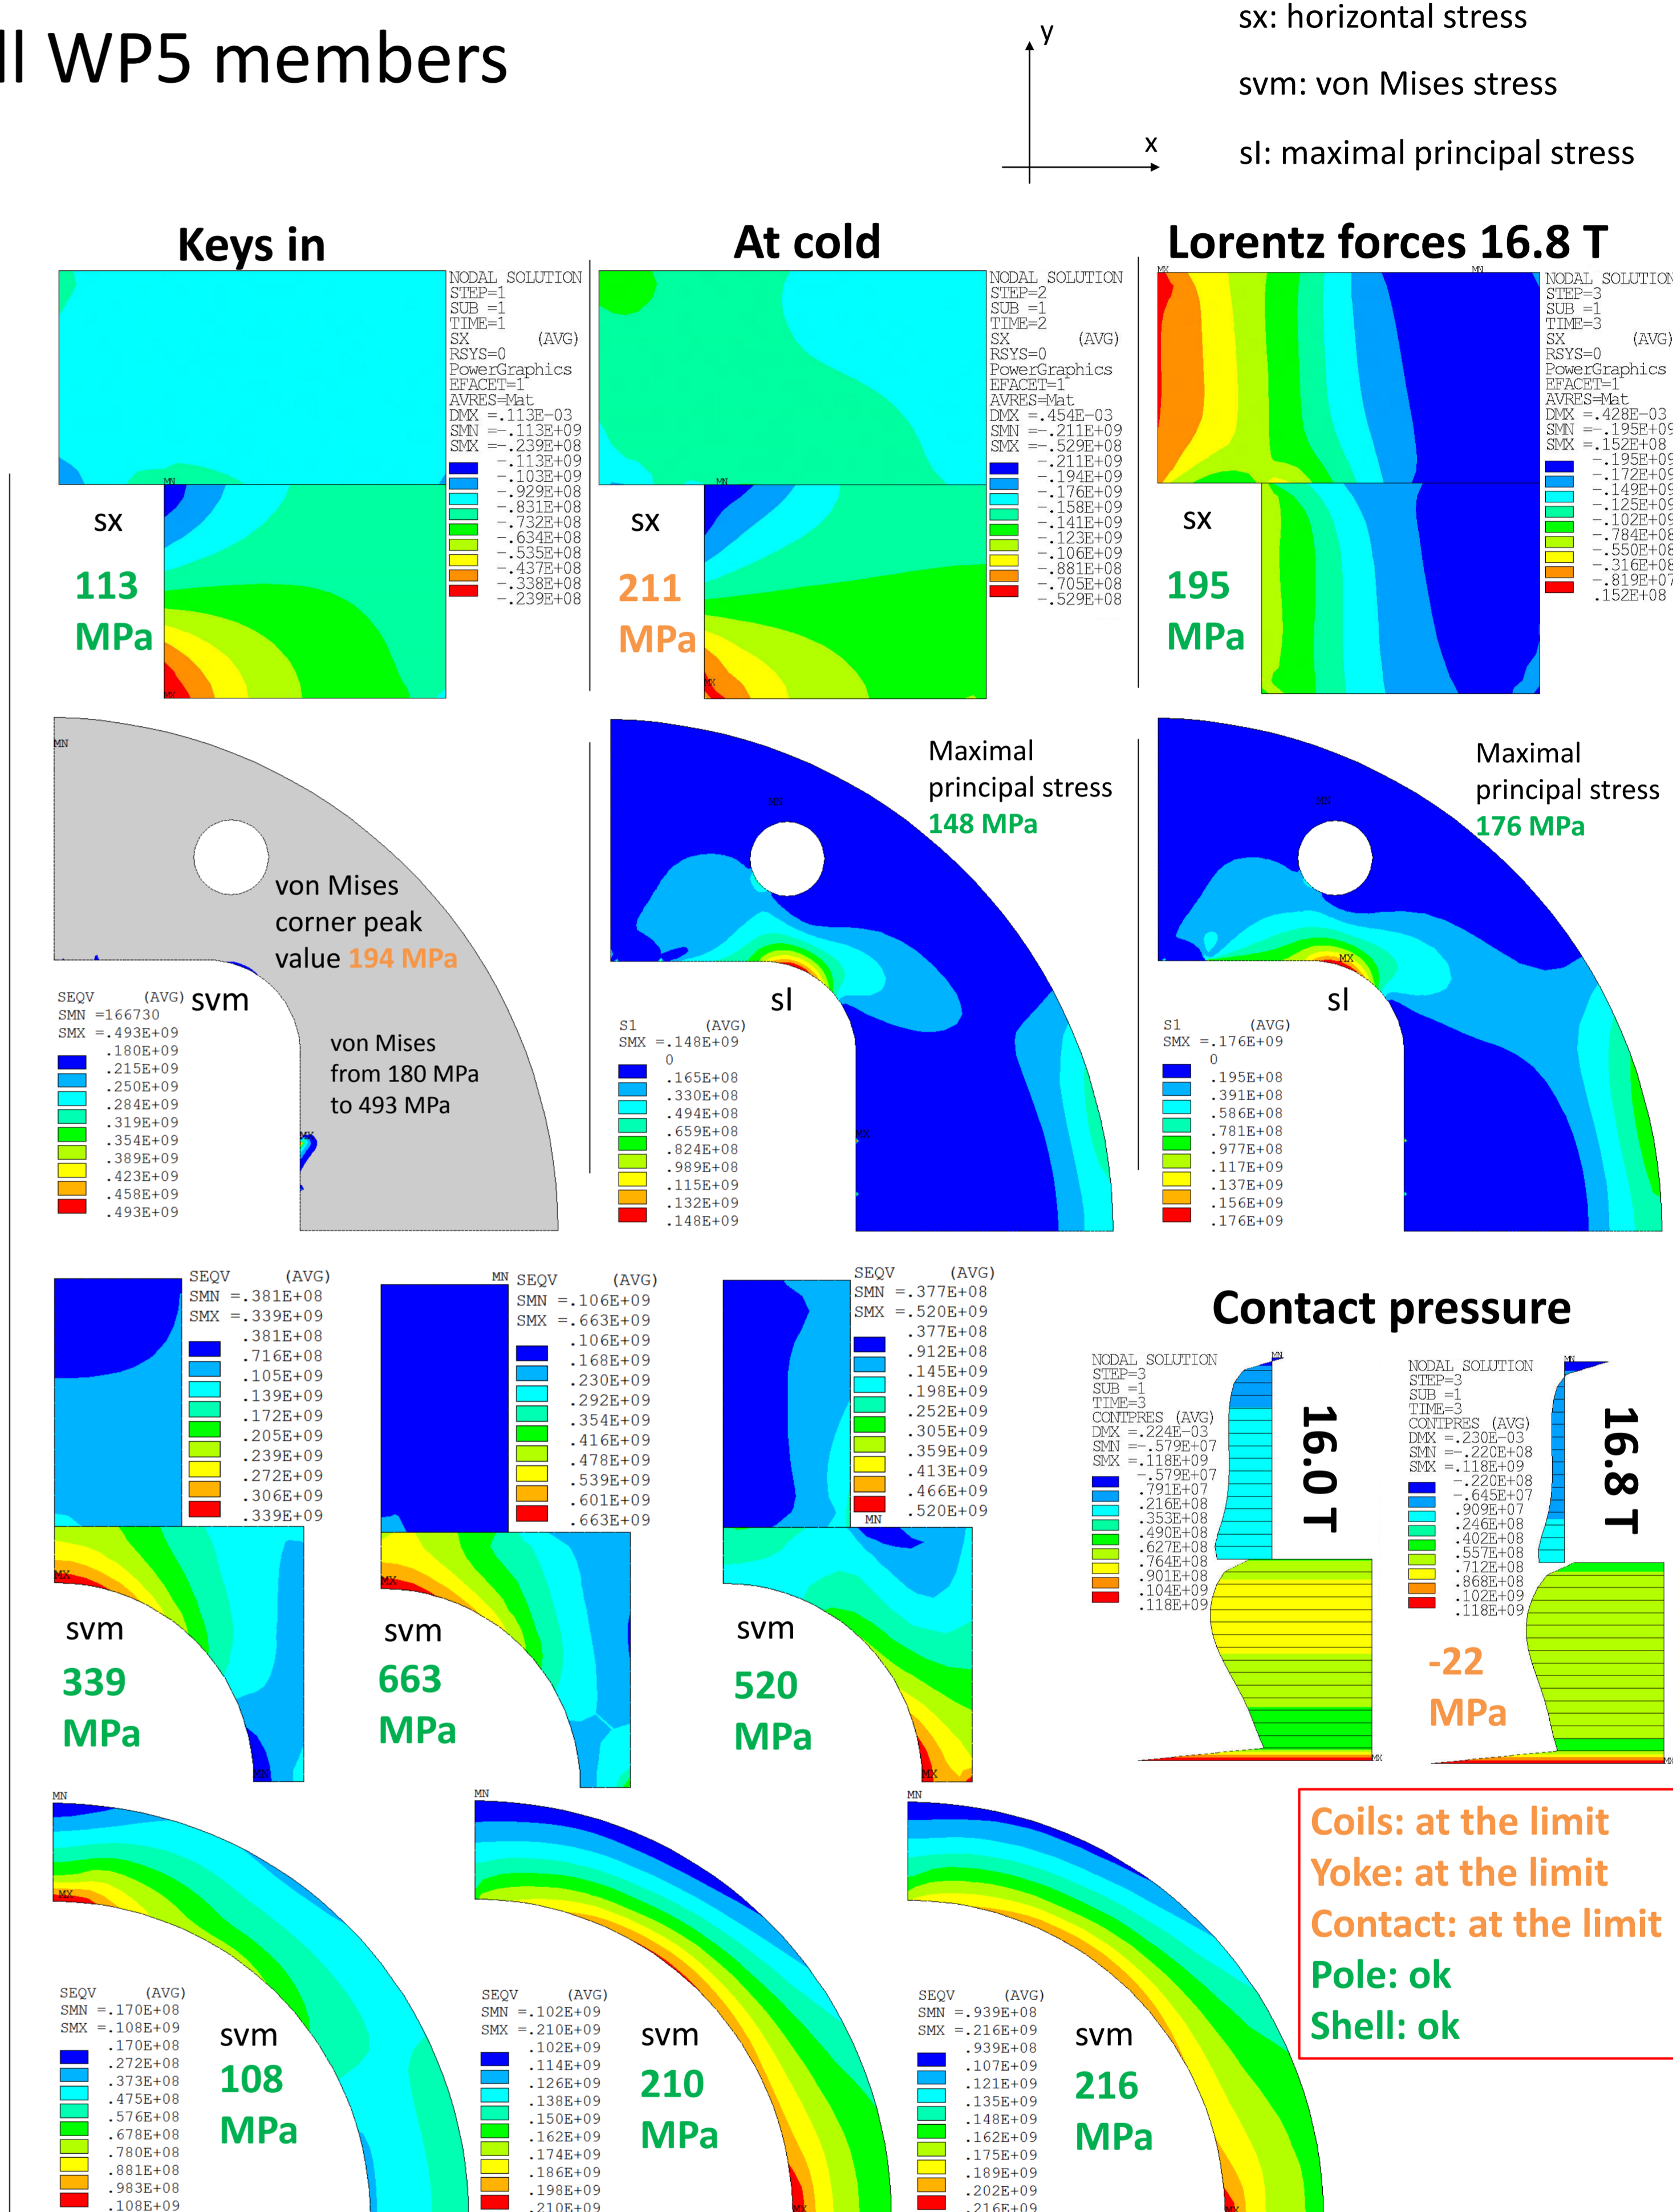 ll WP5 members
y
x
sx: horizontal stress
svm: von Mises stress
sI: maximal principal stress
Keys in
NODAL SOLUTION
STEP=1
SUB =1
TIME=1
SX (AVG)
RSYS=0
PowerGraphics
EFACET=1
AVRES=Mat
DMX =.113E-03
SMN =-.113E+09
SMX =-.239E+08
-.113E+09
-.103E+09
-.929E+08
-.831E+08
-.732E+08
-.634E+08
-.535E+08
-.437E+08
-.338E+08
-.239E+08
MN
MX
sx
113
MPa
At cold
NODAL SOLUTION
STEP=2
SUB =1
TIME=2
SX (AVG)
RSYS=0
PowerGraphics
EFACET=1
AVRES=Mat
DMX =.454E-03
SMN =-.211E+09
SMX =-.529E+08
-.211E+09
-.194E+09
-.176E+09
-.158E+09
-.141E+09
-.123E+09
-.106E+09
-.881E+08
-.705E+08
-.529E+08
MN
MX
sx
211
MPa
Lorentz forces 16.8 T
MX
MN
NODAL SOLUTION
STEP=3
SUB =1
TIME=3
SX (AVG)
RSYS=0
PowerGraphics
EFACET=1
AVRES=Mat
DMX =.428E-03
SMN =-.195E+09
SMX =.152E+08
-.195E+09
-.172E+09
-.149E+09
-.125E+09
-.102E+09
-.784E+08
-.550E+08
-.316E+08
-.819E+07
.152E+08
sx
195
MPa
MN
von Mises
corner peak
value 194 MPa
svm
von Mises
from 180 MPa
to 493 MPa
MX
SEQV (AVG)
SMN =166730
SMX =.493E+09
.180E+09
.215E+09
.250E+09
.284E+09
.319E+09
.354E+09
.389E+09
.423E+09
.458E+09
.493E+09
Maximal
principal stress
148 MPa
MN
sI
MX
S1 (AVG)
SMX =.148E+09
0
.165E+08
.330E+08
.494E+08
.659E+08
.824E+08
.989E+08
.115E+09
.132E+09
.148E+09
Maximal
principal stress
176 MPa
MN
MX
sI
S1 (AVG)
SMX =.176E+09
0
.195E+08
.391E+08
.586E+08
.781E+08
.977E+08
.117E+09
.137E+09
.156E+09
.176E+09
SEQV (AVG)
SMN =.381E+08
SMX =.339E+09
.381E+08
.716E+08
.105E+09
.139E+09
.172E+09
.205E+09
.239E+09
.272E+09
.306E+09
.339E+09
MX
svm
339
MPa
MN
MN
SEQV (AVG)
SMN =.106E+09
SMX =.663E+09
.106E+09
.168E+09
.230E+09
.292E+09
.354E+09
.416E+09
.478E+09
.539E+09
.601E+09
.663E+09
MX
svm
663
MPa
SEQV (AVG)
SMN =.377E+08
SMX =.520E+09
.377E+08
.912E+08
.145E+09
.198E+09
.252E+09
.305E+09
.359E+09
.413E+09
.466E+09
.520E+09
MN
svm
520
MPa
MX
Contact pressure
NODAL SOLUTION
STEP=3
SUB =1
TIME=3
CONTPRES (AVG)
DMX =.224E-03
SMN =-.579E+07
SMX =.118E+09
-.579E+07
.791E+07
.216E+08
.353E+08
.490E+08
.627E+08
.764E+08
.901E+08
.104E+09
.118E+09
MN
16.0 T
MX
NODAL SOLUTION
STEP=3
SUB =1
TIME=3
CONTPRES (AVG)
DMX =.230E-03
SMN =-.220E+08
SMX =.118E+09
-.220E+08
-.645E+07
.909E+07
.246E+08
.402E+08
.557E+08
.712E+08
.868E+08
.102E+09
.118E+09
MN
16.8 T
-22
MPa
MX
MN
MX
SEQV (AVG)
SMN =.170E+08
SMX =.108E+09
.170E+08
.272E+08
.373E+08
.475E+08
.576E+08
.678E+08
.780E+08
.881E+08
.983E+08
.108E+09
svm
108
MPa
MN
SEQV (AVG)
SMN =.102E+09
SMX =.210E+09
.102E+09
.114E+09
.126E+09
.138E+09
.150E+09
.162E+09
.174E+09
.186E+09
.198E+09
.210E+09
svm
210
MPa
MX
MN
SEQV (AVG)
SMN =.939E+08
SMX =.216E+09
.939E+08
.107E+09
.121E+09
.135E+09
.148E+09
.162E+09
.175E+09
.189E+09
.202E+09
.216E+09
svm
216
MPa
MX
Coils: at the limit
Yoke: at the limit
Contact: at the limit
Pole: ok
Shell: ok